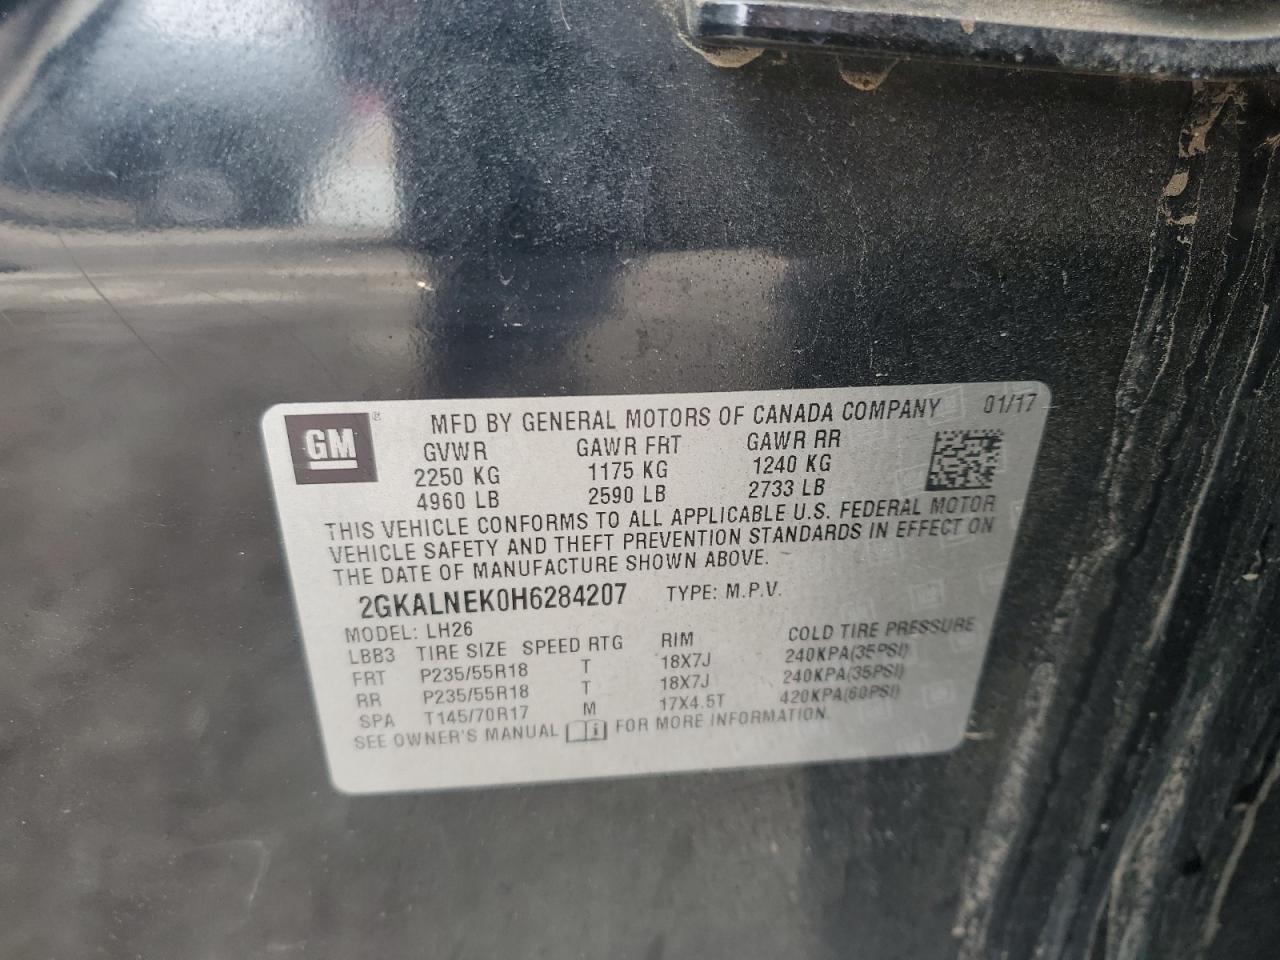 GM ®
MFD BY GENERAL MOTORS OF CANADA COMPANY 01/17
GVWR GAWR FRT GAWR RR
2250 KG 1175 KG 1240 KG
4960 LB 2590 LB 2733 LB
THIS VEHICLE CONFORMS TO ALL APPLICABLE U.S. FEDERAL MOTOR
VEHICLE SAFETY AND THEFT PREVENTION STANDARDS IN EFFECT ON
THE DATE OF MANUFACTURE SHOWN ABOVE.
2GKALNEK0H6284207 TYPE: M.P.V.
MODEL: LH26
LBB3 TIRE SIZE SPEED RTG RIM COLD TIRE PRESSURE
FRT P235/55R18 T 18X7J 240KPA(35PSI)
RR P235/55R18 T 18X7J 240KPA(35PSI)
SPA T145/70R17 M 17X4.5T 420KPA(60PSI)
SEE OWNER'S MANUAL i FOR MORE INFORMATION.